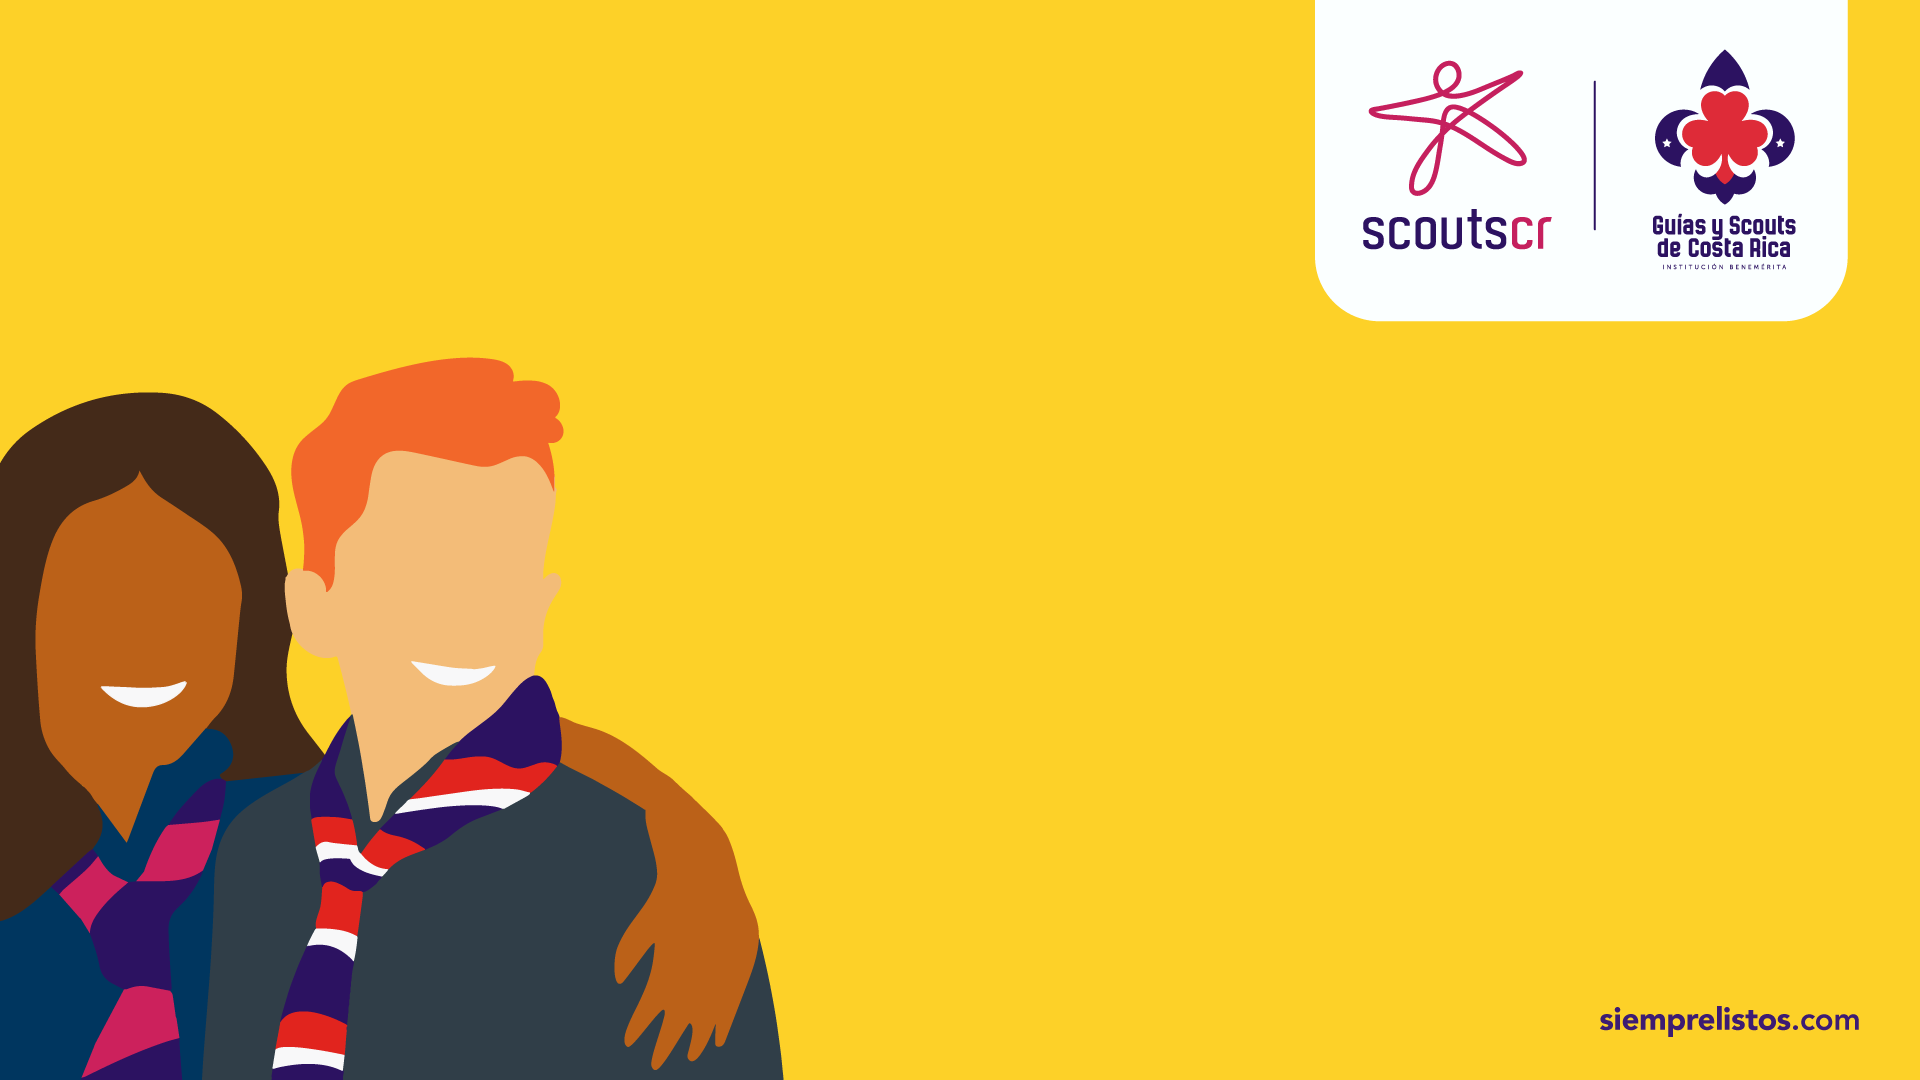 scoutscr
Guías y Scouts
de Costa Rica
INSTITUCIÓN BENEMÉRITA
siemprelistos.com